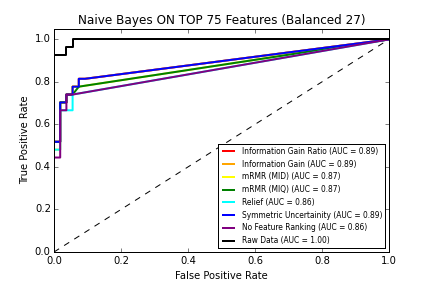 Naive Bayes ON TOP 75 Features (Balanced 27)
True Positive Rate
1.0
0.8
0.6
0.4
0.2
0.0
Information Gain Ratio (AUC = 0.89)
Information Gain (AUC = 0.89)
mRMR (MID) (AUC = 0.87)
mRMR (MIQ) (AUC = 0.87)
Relief (AUC = 0.86)
Symmetric Uncertainity (AUC = 0.89)
No Feature Ranking (AUC = 0.86)
Raw Data (AUC = 1.00)
0.0 0.2 0.4 0.6 0.8 1.0
False Positive Rate